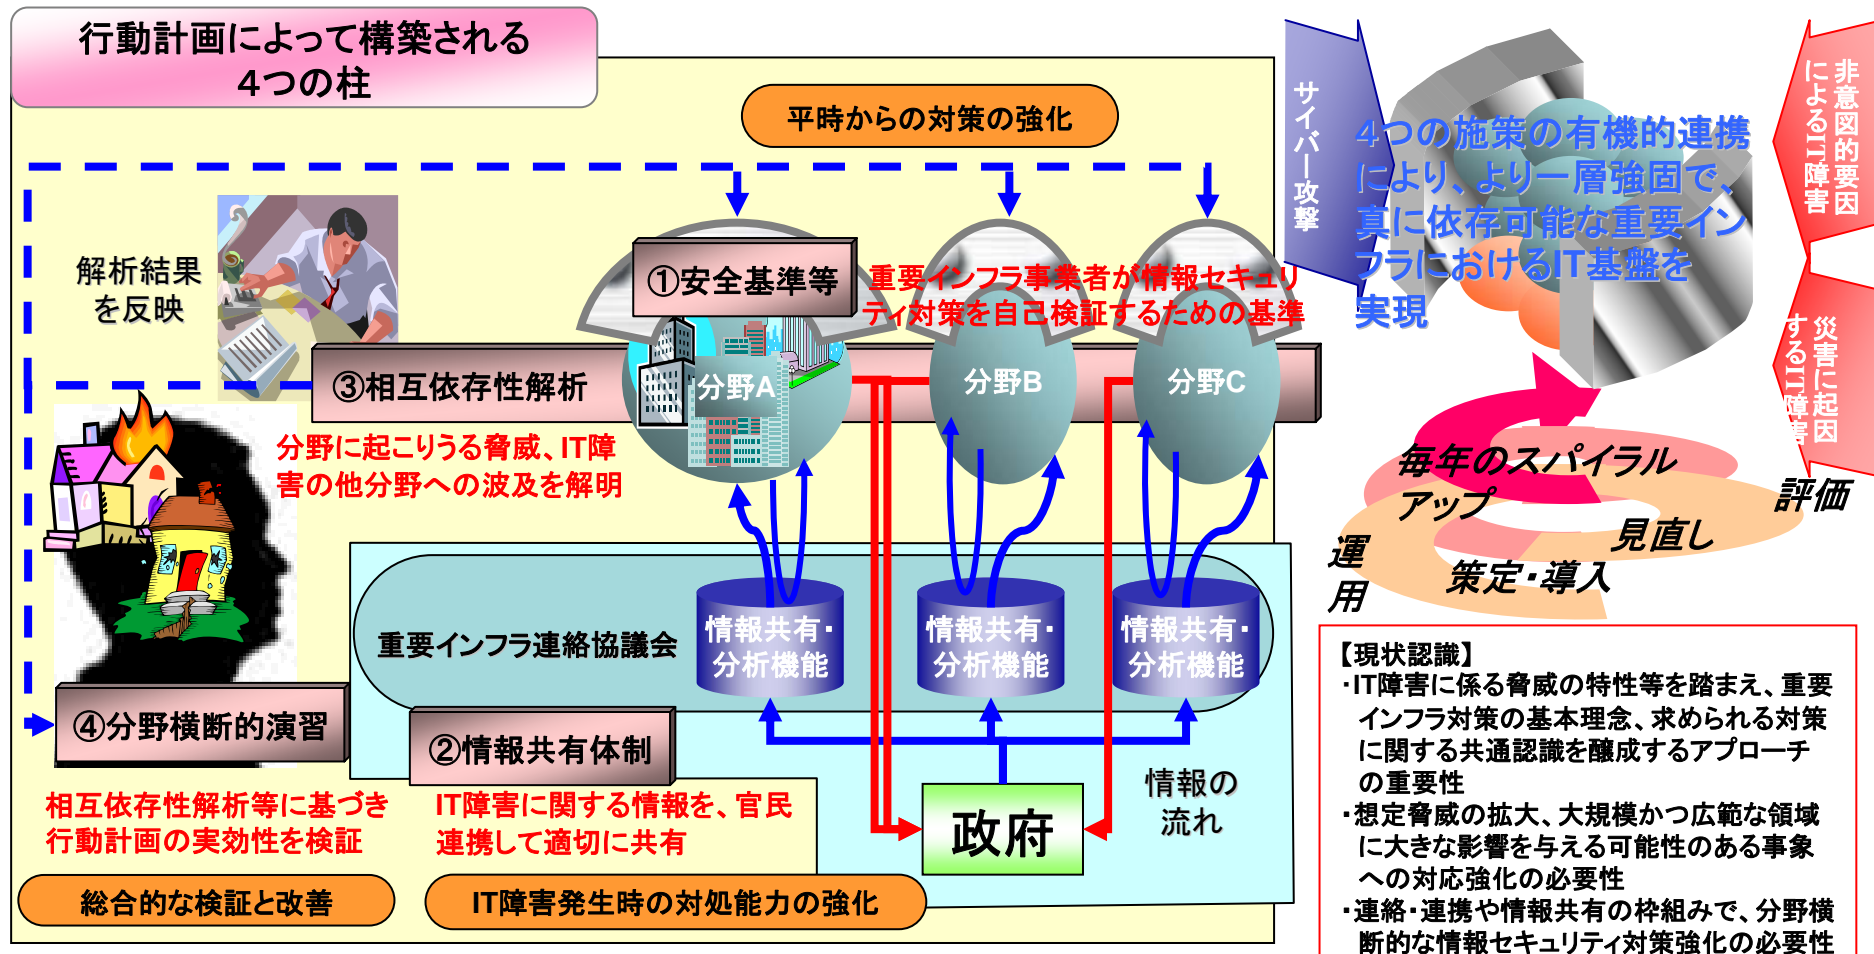 行動計画によって構築される
4つの柱
平時からの対策の強化
解析結果
を反映
①安全基準等
重要インフラ事業者が情報セキュリ
ティ対策を自己検証するための基準
③相互依存性解析
分野A
分野B
分野C
分野に起こりうる脅威、IT障
害の他分野への波及を解明
重要インフラ連絡協議会
情報共有・
分析機能
情報共有・
分析機能
情報共有・
分析機能
④分野横断的演習
②情報共有体制
相互依存性解析等に基づき
行動計画の実効性を検証
IT障害に関する情報を、官民
連携して適切に共有
政府
情報の
流れ
総合的な検証と改善
IT障害発生時の対処能力の強化
サイバー攻撃
4つの施策の有機的連携
により、より一層強固で、
真に依存可能な重要イン
フラにおけるIT基盤を
実現
非意図的要因
によるIT障害
災害に起因
するIT障害
毎年のスパイラル
アップ
評価
見直し
運
用
策定・導入
【現状認識】
・IT障害に係る脅威の特性等を踏まえ、重要
インフラ対策の基本理念、求められる対策
に関する共通認識を醸成するアプローチ
の重要性
・想定脅威の拡大、大規模かつ広範な領域
に大きな影響を与える可能性のある事象
への対応強化の必要性
・連絡・連携や情報共有の枠組みで、分野横
断的な情報セキュリティ対策強化の必要性